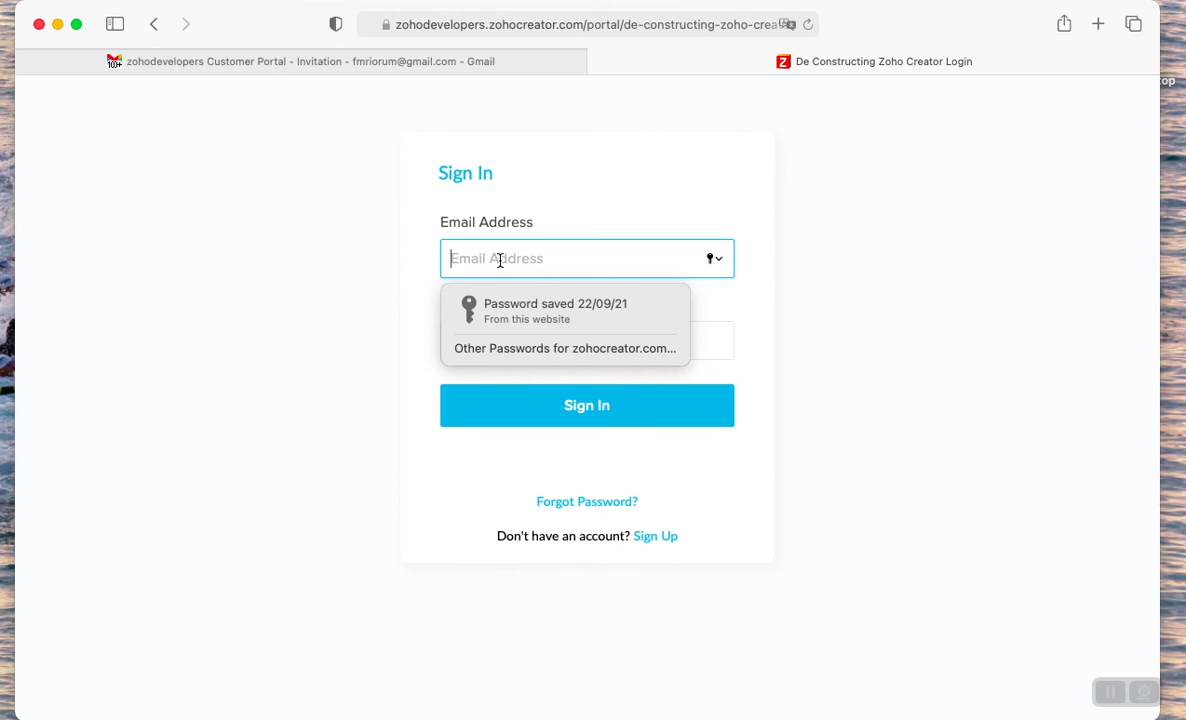 zohodevelopers.zohocreator.com/portal/de-constructing-zoho-crea
10+ zohodevelopers Customer Portal - Invitation - fmriorum@gmail.com - Gmail
Z De Constructing Zoho Creator Login
op
Sign In
Email Address
Email Address
Password saved 22/09/21
From this website
Other Passwords for zohocreator.com...
Sign In
Forgot Password?
Don't have an account? Sign Up